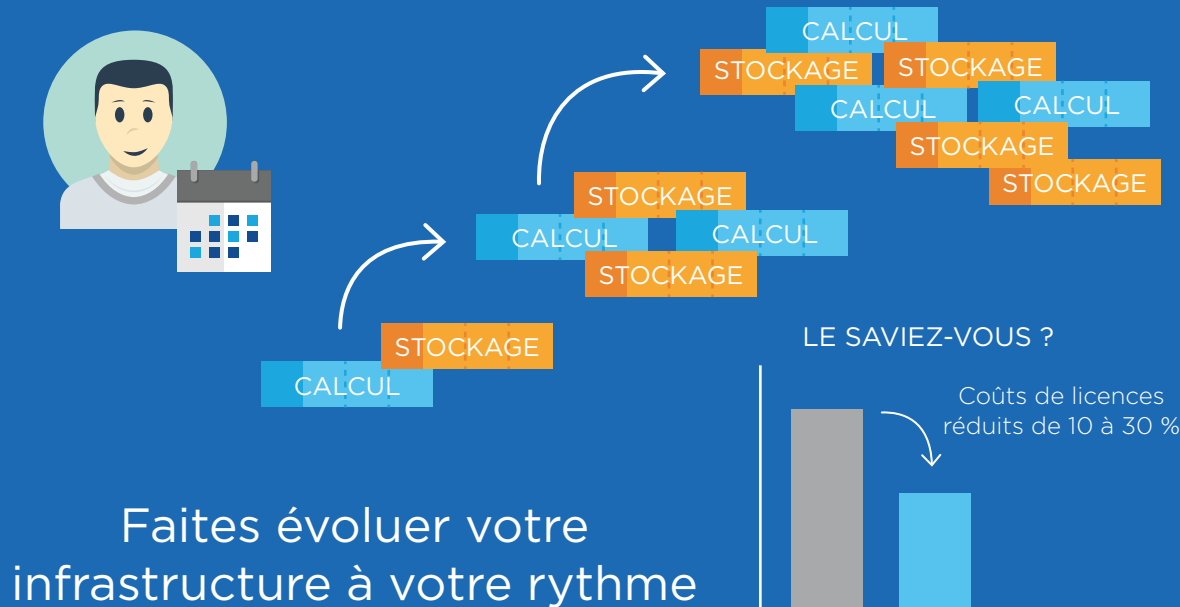 CALCUL
STOCKAGE
STOCKAGE
CALCUL
CALCUL
STOCKAGE
STOCKAGE
CALCUL
CALCUL
STOCKAGE
STOCKAGE
CALCUL
STOCKAGE
LE SAVIEZ-VOUS ?
Coûts de licences
réduits de 10 à 30 %
Faites évoluer votre
infrastructure à votre rythme